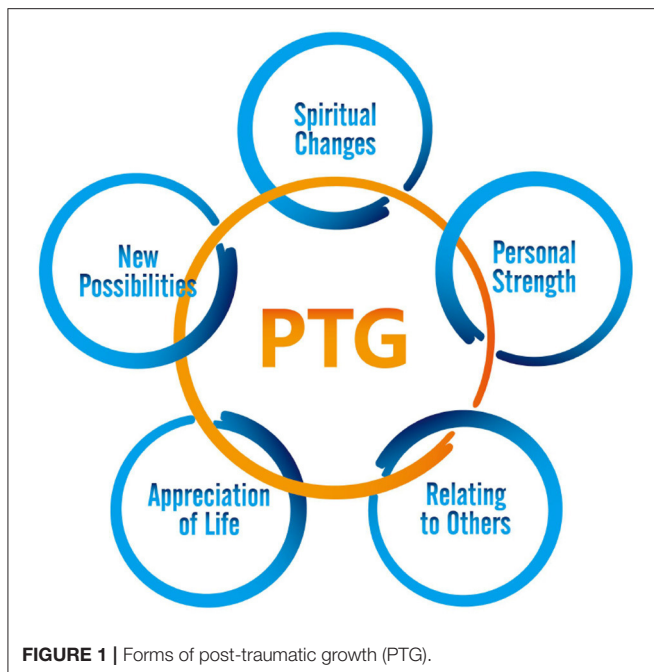 Spiritual
Changes
New
Possibilities
Personal
Strength
PTG
Appreciation
of Life
Relating
to Others
FIGURE 1 | Forms of post-traumatic growth (PTG).